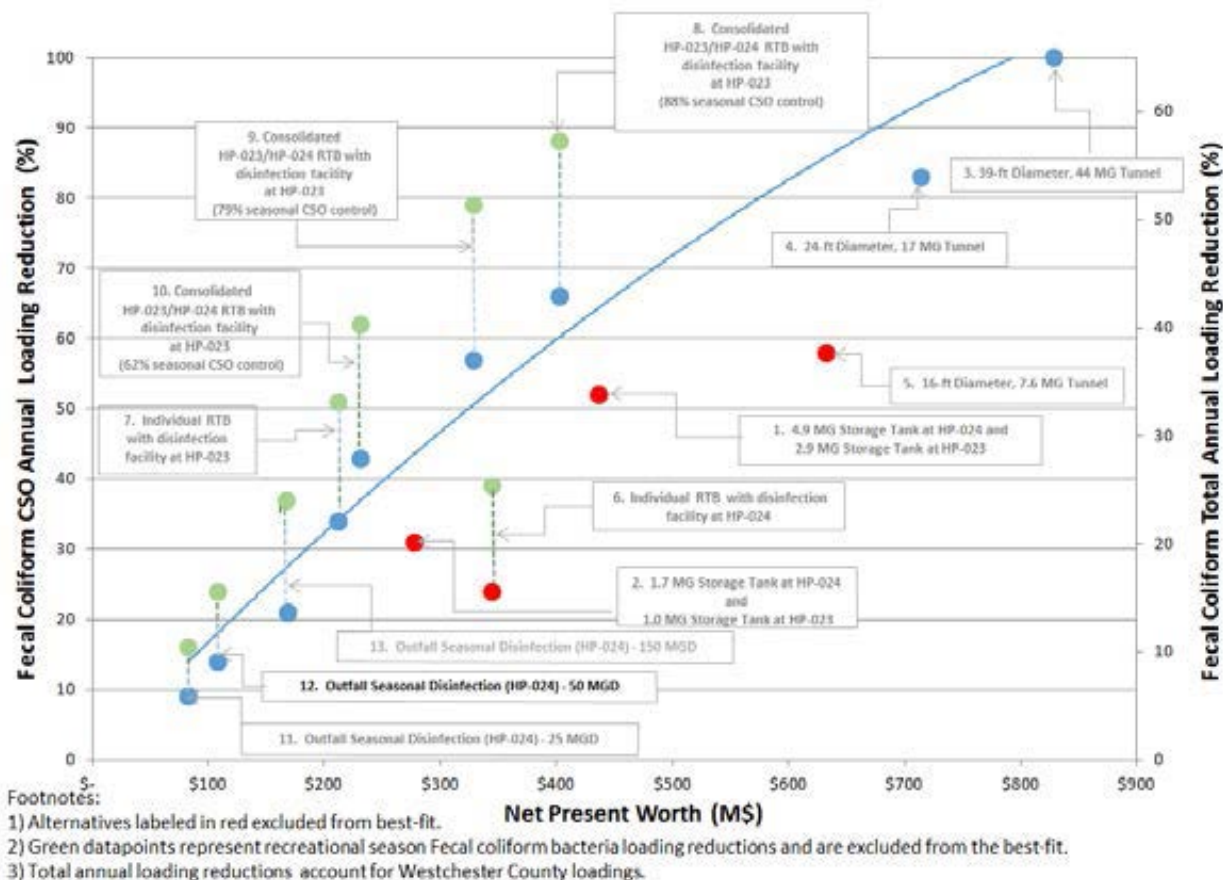 8. Consolidated
HP-023/HP-024 RTB with
disinfection facility
at HP-023
(88% seasonal CSO control)
9. Consolidated
HP-023/HP-024 RTB with
disinfection facility
at HP-023
(79% seasonal CSO control)
3. 39-ft Diameter, 44 MG Tunnel
4. 24-ft Diameter, 17 MG Tunnel
10. Consolidated
HP-023/HP-024 RTB with
disinfection facility
at HP-023
(62% seasonal CSO control)
5. 16-ft Diameter, 7.6 MG Tunnel
7. Individual RTB
with disinfection
facility at HP-023
1. 4.9 MG Storage Tank at HP-024 and
2.9 MG Storage Tank at HP-023
6. Individual RTB with disinfection
facility at HP-024
2. 1.7 MG Storage Tank at HP-024
and
1.0 MG Storage Tank at HP-023
13. Outfall Seasonal Disinfection (HP-024) - 150 MGD
12. Outfall Seasonal Disinfection (HP-024) - 50 MGD
11. Outfall Seasonal Disinfection (HP-024) - 25 MGD
Fecal Coliform CSO Annual Loading Reduction (%)
100
90
80
70
60
50
40
30
20
10
0
Fecal Coliform Total Annual Loading Reduction (%)
60
50
40
30
20
10
0
$- $100 $200 $300 $400 $500 $600 $700 $800 $900
Net Present Worth (M$)
Footnotes:
1) Alternatives labeled in red excluded from best-fit.
2) Green datapoints represent recreational season Fecal coliform bacteria loading reductions and are excluded from the best-fit.
3) Total annual loading reductions account for Westchester County loadings.